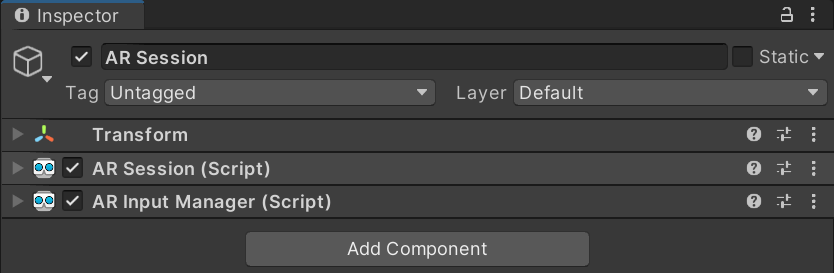 Inspector
AR Session
Static
Tag Untagged Layer Default
Transform
AR Session (Script)
AR Input Manager (Script)
Add Component